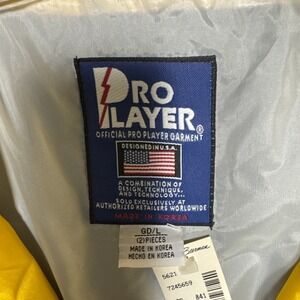 PRO
PLAYER®
OFFICIAL PRO PLAYER GARMENT
DESIGNED IN U.S.A.
A COMBINATION OF
DESIGN, TECHNIQUE,
AND TECHNOLOGY...
SOLD EXCLUSIVELY AT
AUTHORIZED RETAILERS WORLDWIDE
MADE IN KOREA
GD/L
(2)PIECES
MADE IN KOREA
HECHO EN KOREA
5621
7245659
841